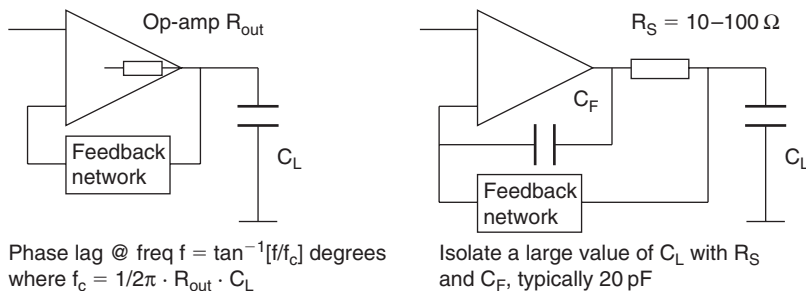 Op-amp R_out
C_L
Feedback
network
Phase lag @ freq f = tan⁻¹[f/f_c] degrees
where f_c = 1/2π · R_out · C_L
R_S = 10–100 Ω
C_F
C_L
Feedback
network
Isolate a large value of C_L with R_S
and C_F, typically 20 pF